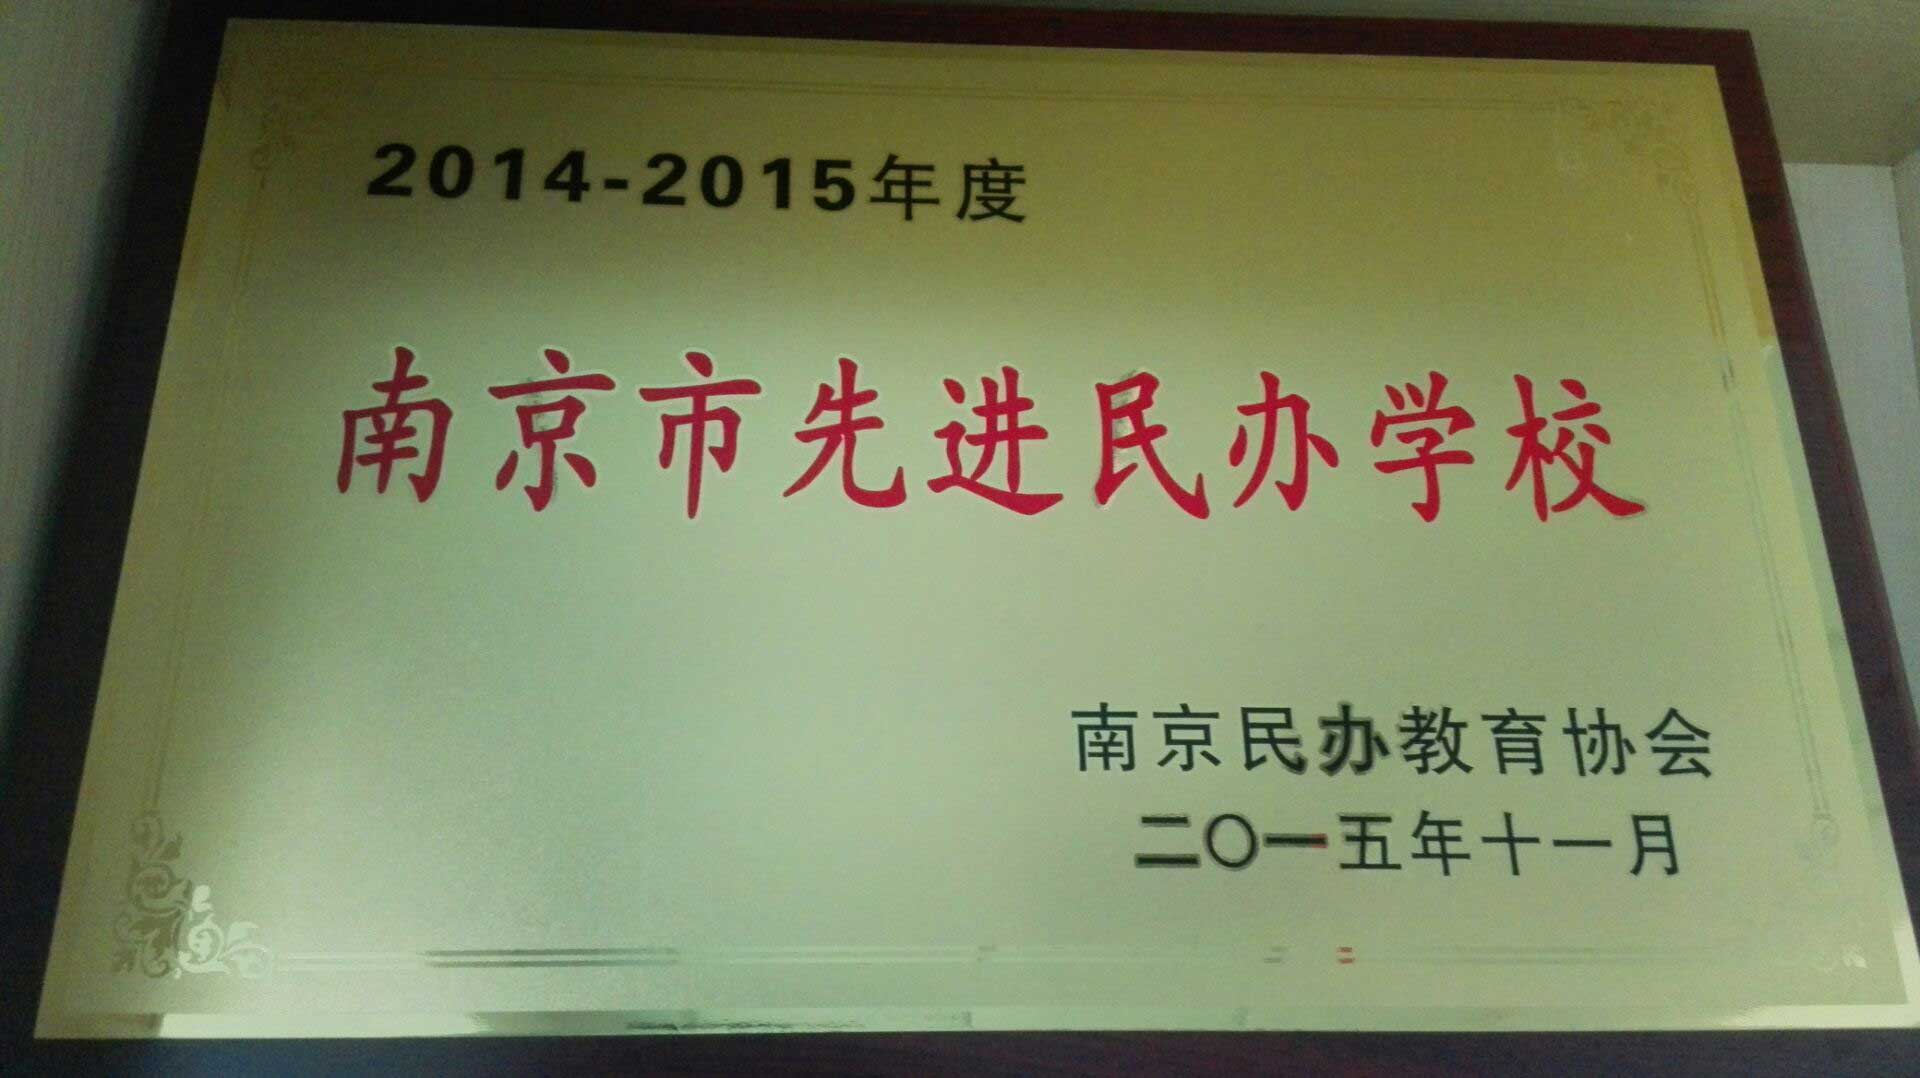 2014-2015年度
南京市先进民办学校
南京民办教育协会
二〇一五年十一月